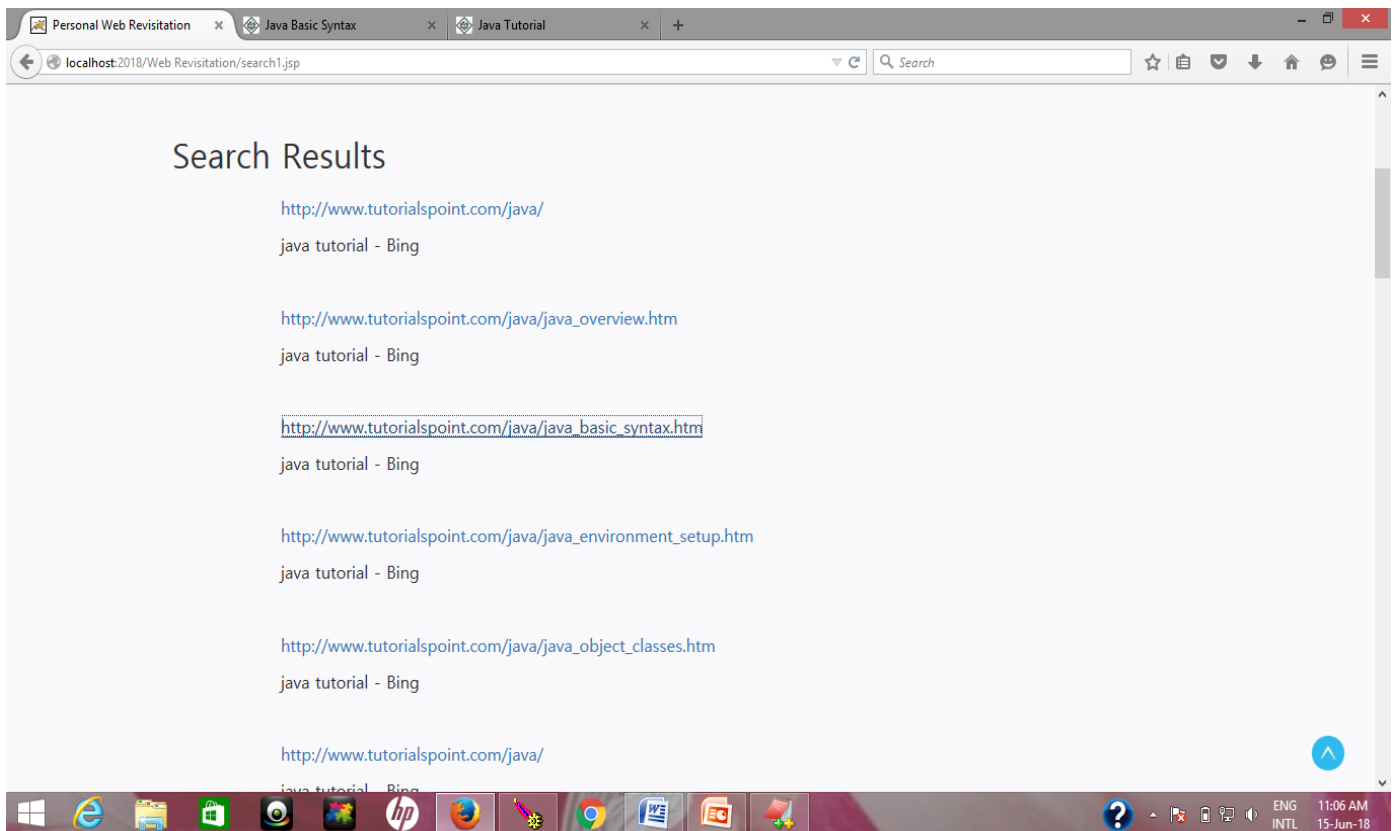 Personal Web Revisitation
Java Basic Syntax
Java Tutorial
localhost:2018/Web Revisitation/search1.jsp
Search
Search Results
http://www.tutorialspoint.com/java/
java tutorial - Bing
http://www.tutorialspoint.com/java/java_overview.htm
java tutorial - Bing
http://www.tutorialspoint.com/java/java_basic_syntax.htm
java tutorial - Bing
http://www.tutorialspoint.com/java/java_environment_setup.htm
java tutorial - Bing
http://www.tutorialspoint.com/java/java_object_classes.htm
java tutorial - Bing
http://www.tutorialspoint.com/java/
java tutorial - Bing
hp
ENG 11:06 AM
INTL 15-Jun-18